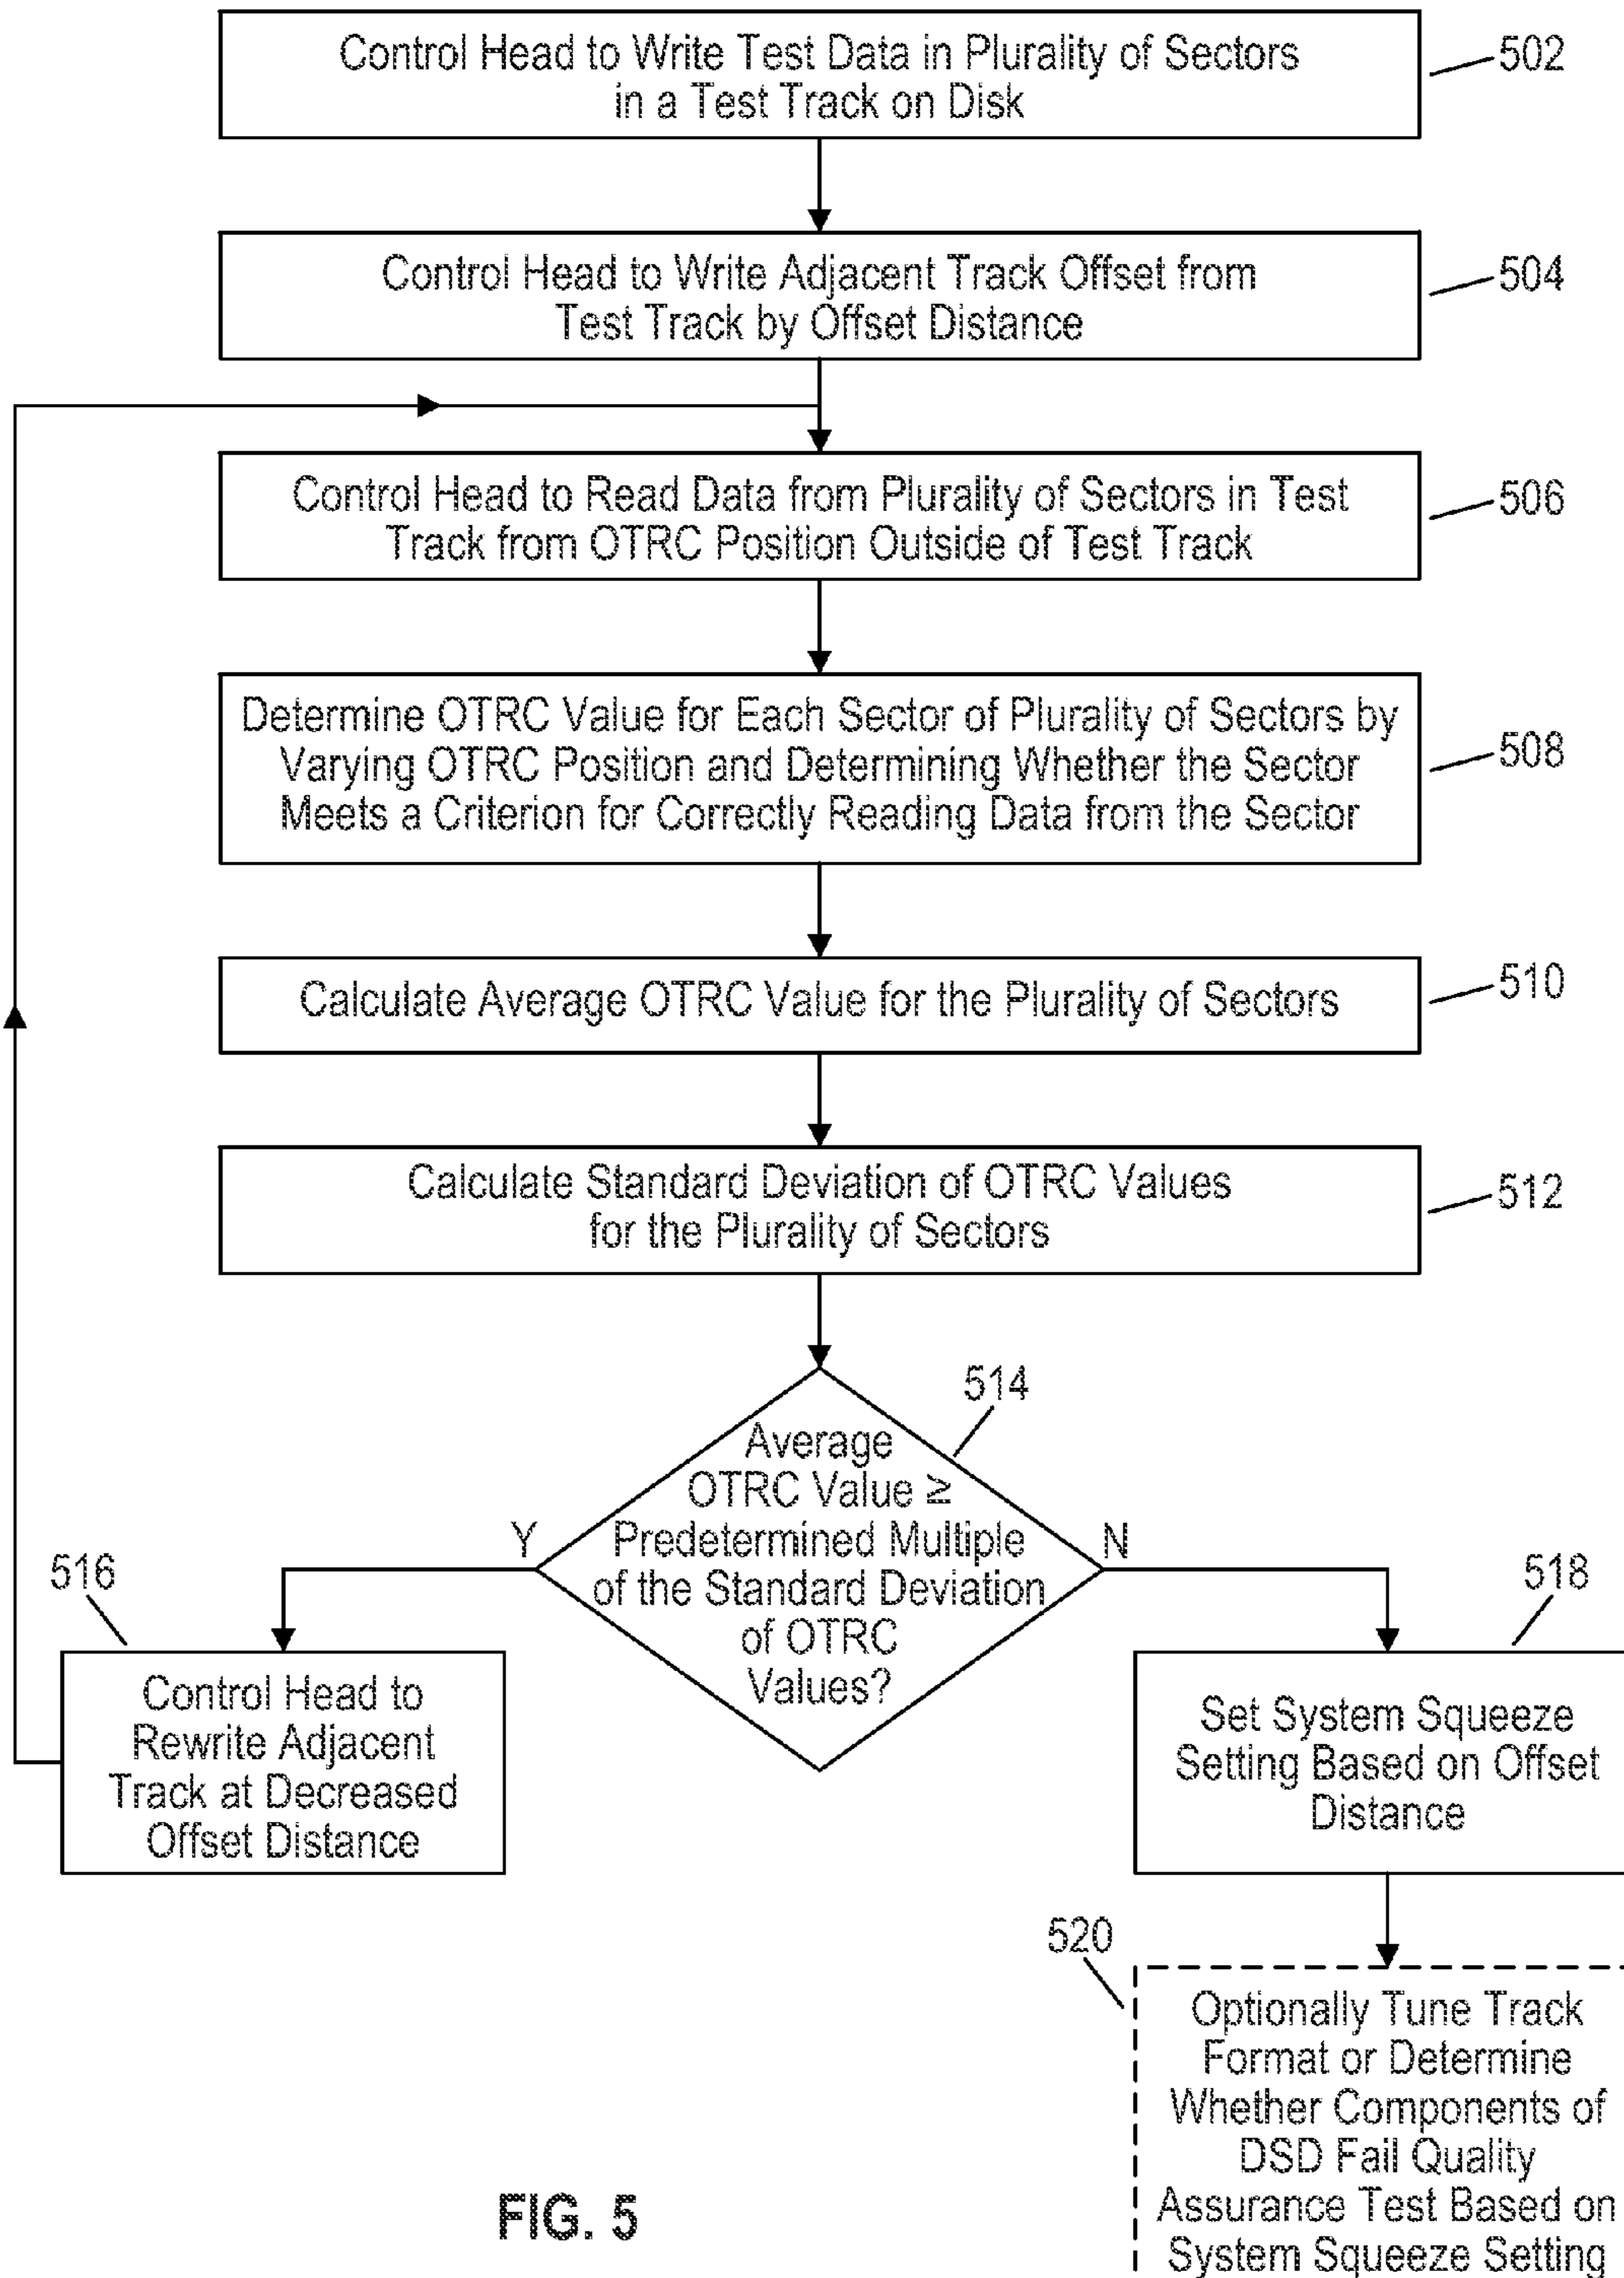 Control Head to Write Test Data in Plurality of Sectors
in a Test Track on Disk
502
Control Head to Write Adjacent Track Offset from
Test Track by Offset Distance
504
Control Head to Read Data from Plurality of Sectors in Test
Track from OTRC Position Outside of Test Track
506
Determine OTRC Value for Each Sector of Plurality of Sectors by
Varying OTRC Position and Determining Whether the Sector
Meets a Criterion for Correctly Reading Data from the Sector
508
Calculate Average OTRC Value for the Plurality of Sectors
510
Calculate Standard Deviation of OTRC Values
for the Plurality of Sectors
512
514
Average
OTRC Value ≥
Predetermined Multiple
of the Standard Deviation
of OTRC
Values?
Y
N
516
Control Head to
Rewrite Adjacent
Track at Decreased
Offset Distance
518
Set System Squeeze
Setting Based on Offset
Distance
520
Optionally Tune Track
Format or Determine
Whether Components of
DSD Fail Quality
Assurance Test Based on
System Squeeze Setting
FIG. 5